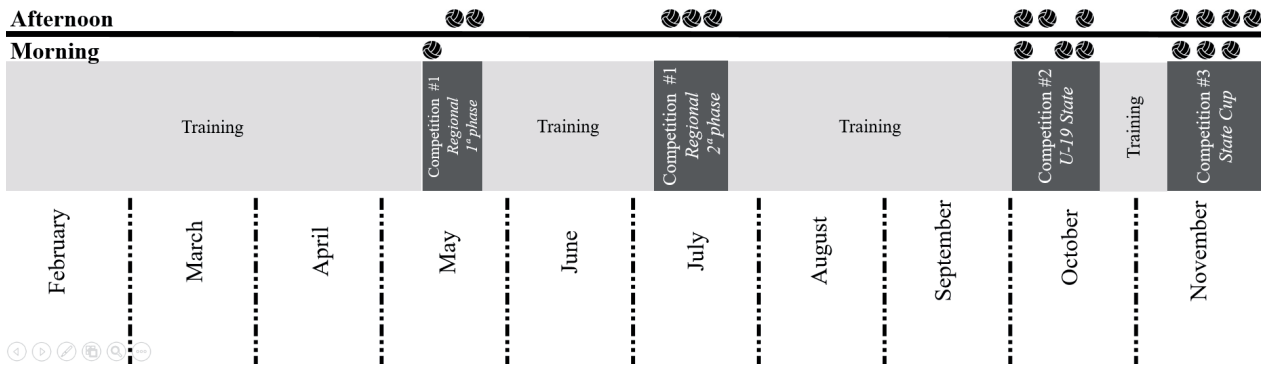 Afternoon
Morning
Training
Competition #1
Regional
1ª phase
Training
Competition #1
Regional
2ª phase
Training
Competition #2
U-19 State
Training
Competition #3
State Cup
February
March
April
May
June
July
August
September
October
November